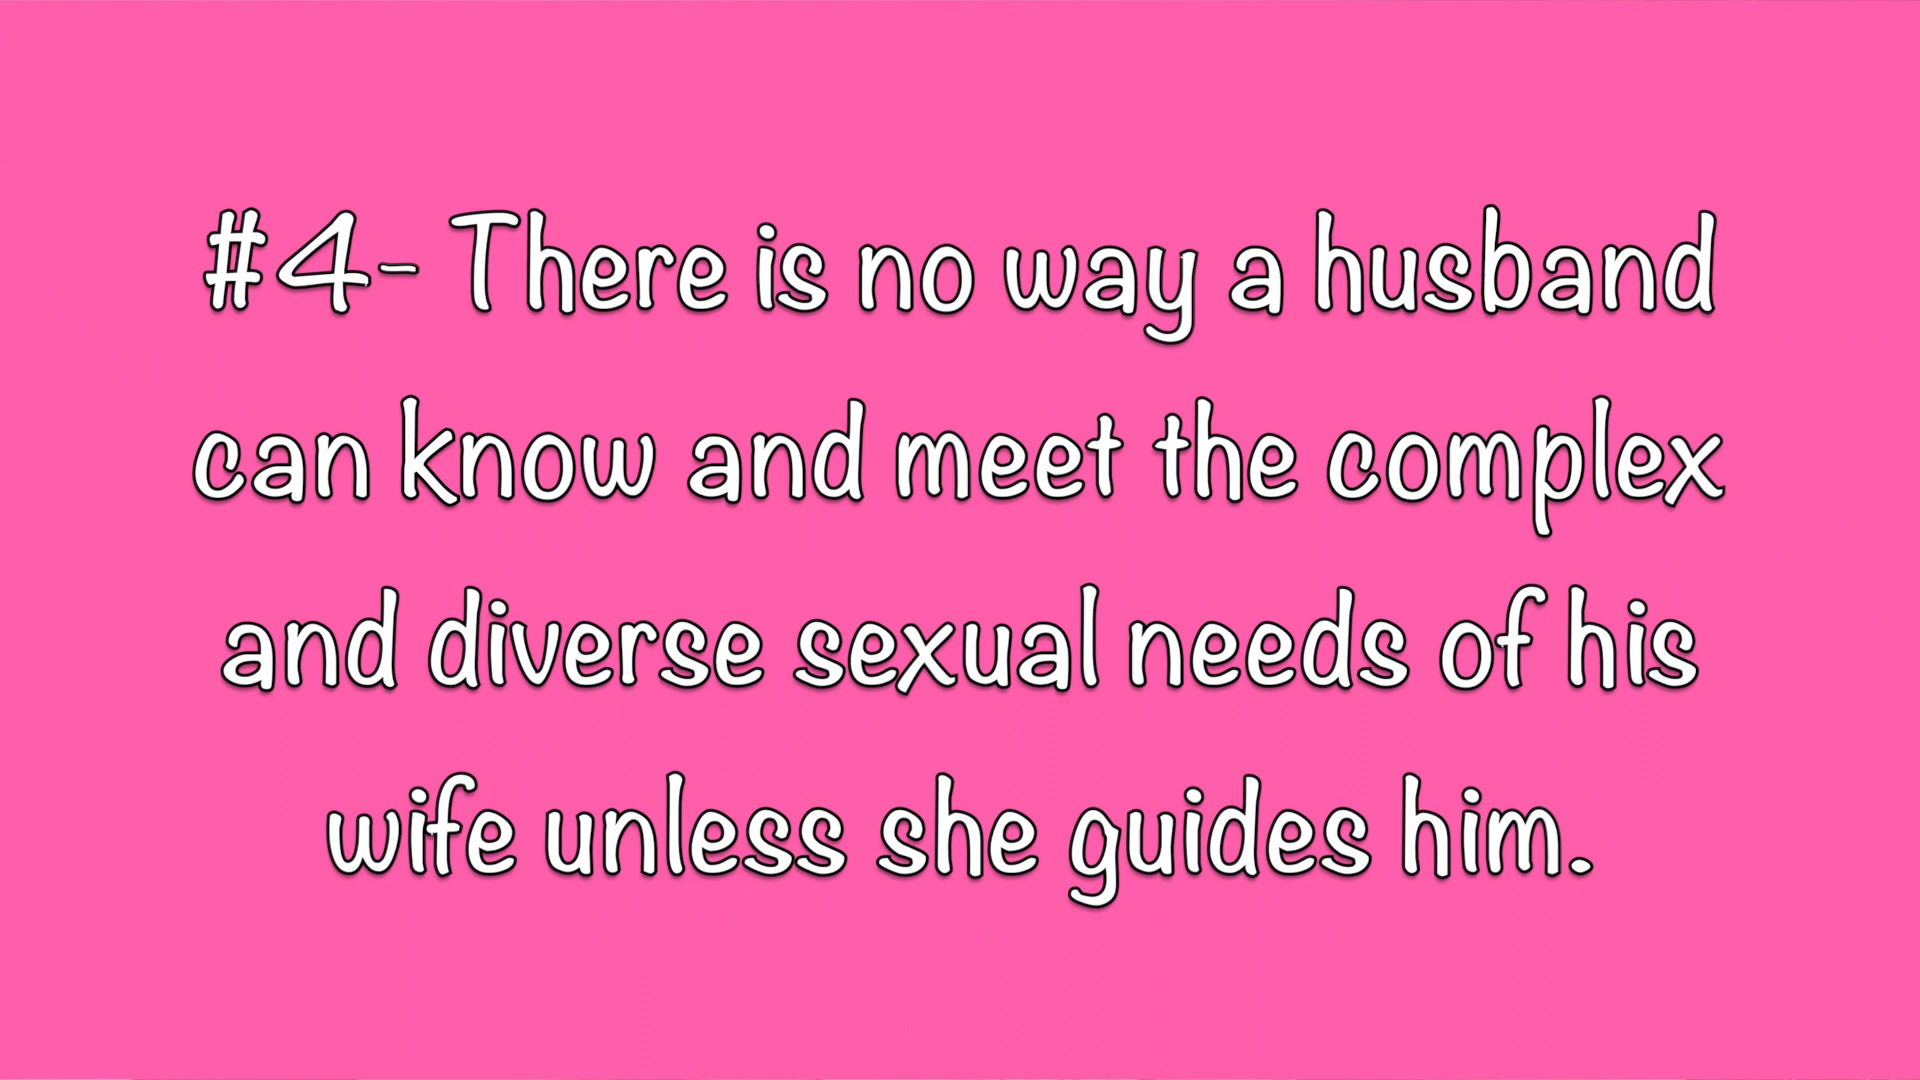 #4- There is no way a husband
can know and meet the complex
and diverse sexual needs of his
wife unless she guides him.